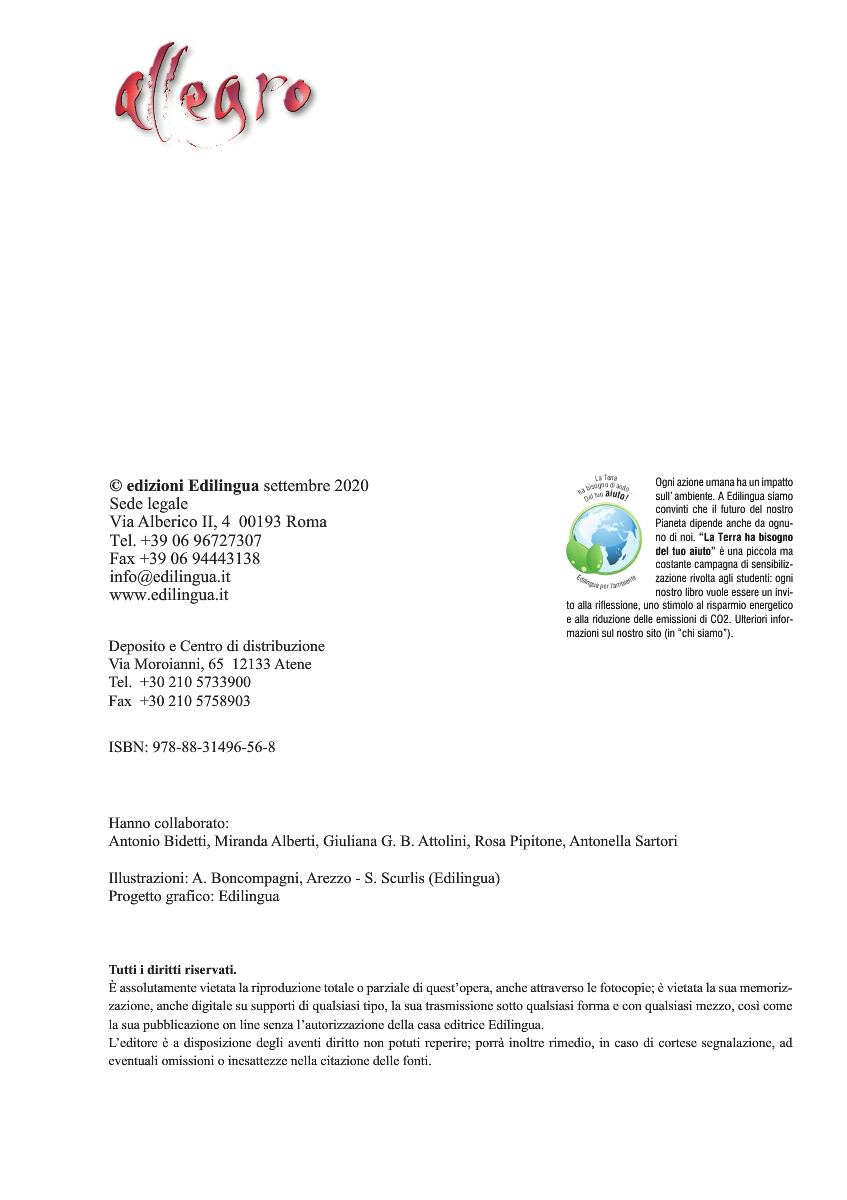 allegro
© edizioni Edilingua settembre 2020
Sede legale
Via Alberico II, 4  00193 Roma
Tel. +39 06 96727307
Fax +39 06 94443138
info@edilingua.it
www.edilingua.it
La Terra
ha bisogno di aiuto
Del tuo aiuto!
Edilingua per l'ambiente
Ogni azione umana ha un impatto
sull' ambiente. A Edilingua siamo
convinti che il futuro del nostro
Pianeta dipende anche da ognu-
no di noi. “La Terra ha bisogno
del tuo aiuto” è una piccola ma
costante campagna di sensibiliz-
zazione rivolta agli studenti: ogni
nostro libro vuole essere un invi-
to alla riflessione, uno stimolo al risparmio energetico
e alla riduzione delle emissioni di CO2. Ulteriori infor-
mazioni sul nostro sito (in “chi siamo”).
Deposito e Centro di distribuzione
Via Moroianni, 65  12133 Atene
Tel.  +30 210 5733900
Fax  +30 210 5758903
ISBN: 978-88-31496-56-8
Hanno collaborato:
Antonio Bidetti, Miranda Alberti, Giuliana G. B. Attolini, Rosa Pipitone, Antonella Sartori
Illustrazioni: A. Boncompagni, Arezzo - S. Scurlis (Edilingua)
Progetto grafico: Edilingua
Tutti i diritti riservati.
È assolutamente vietata la riproduzione totale o parziale di quest’opera, anche attraverso le fotocopie; è vietata la sua memoriz-
zazione, anche digitale su supporti di qualsiasi tipo, la sua trasmissione sotto qualsiasi forma e con qualsiasi mezzo, così come
la sua pubblicazione on line senza l’autorizzazione della casa editrice Edilingua.
L’editore è a disposizione degli aventi diritto non potuti reperire; porrà inoltre rimedio, in caso di cortese segnalazione, ad
eventuali omissioni o inesattezze nella citazione delle fonti.